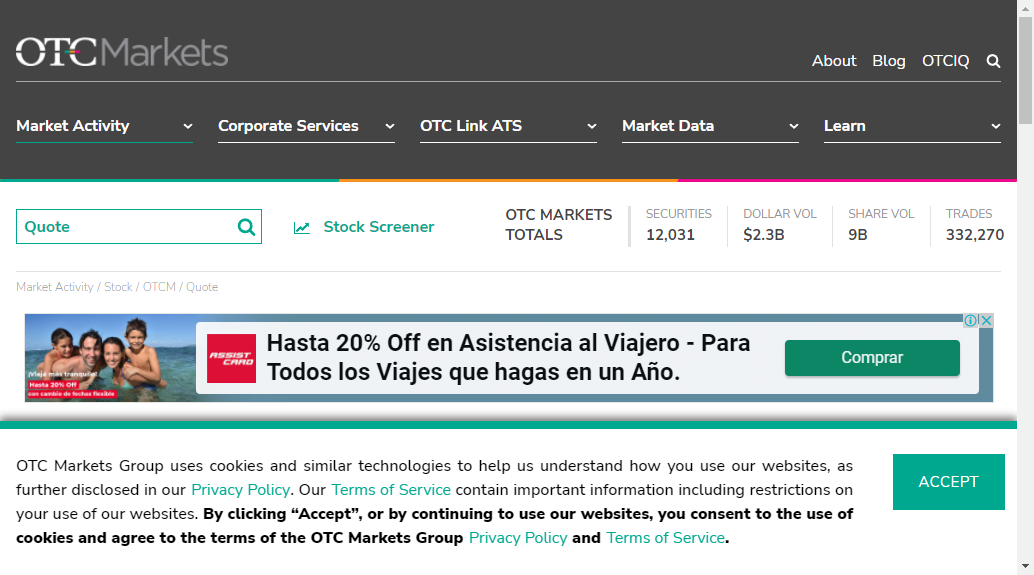 OTC Markets
About Blog OTCIQ
Market Activity Corporate Services OTC Link ATS Market Data Learn
Quote
Stock Screener
OTC MARKETS TOTALS
SECURITIES
12,031
DOLLAR VOL
$2.3B
SHARE VOL
9B
TRADES
332,270
Market Activity / Stock / OTCM / Quote
¡Viaje más tranquilo!
Hasta 20% Off
con cambio de fechas flexible
ASSIST CARD
Hasta 20% Off en Asistencia al Viajero - Para
Todos los Viajes que hagas en un Año.
Comprar
OTC Markets Group uses cookies and similar technologies to help us understand how you use our websites, as
further disclosed in our Privacy Policy. Our Terms of Service contain important information including restrictions on
your use of our websites. By clicking “Accept”, or by continuing to use our websites, you consent to the use of
cookies and agree to the terms of the OTC Markets Group Privacy Policy and Terms of Service.
ACCEPT